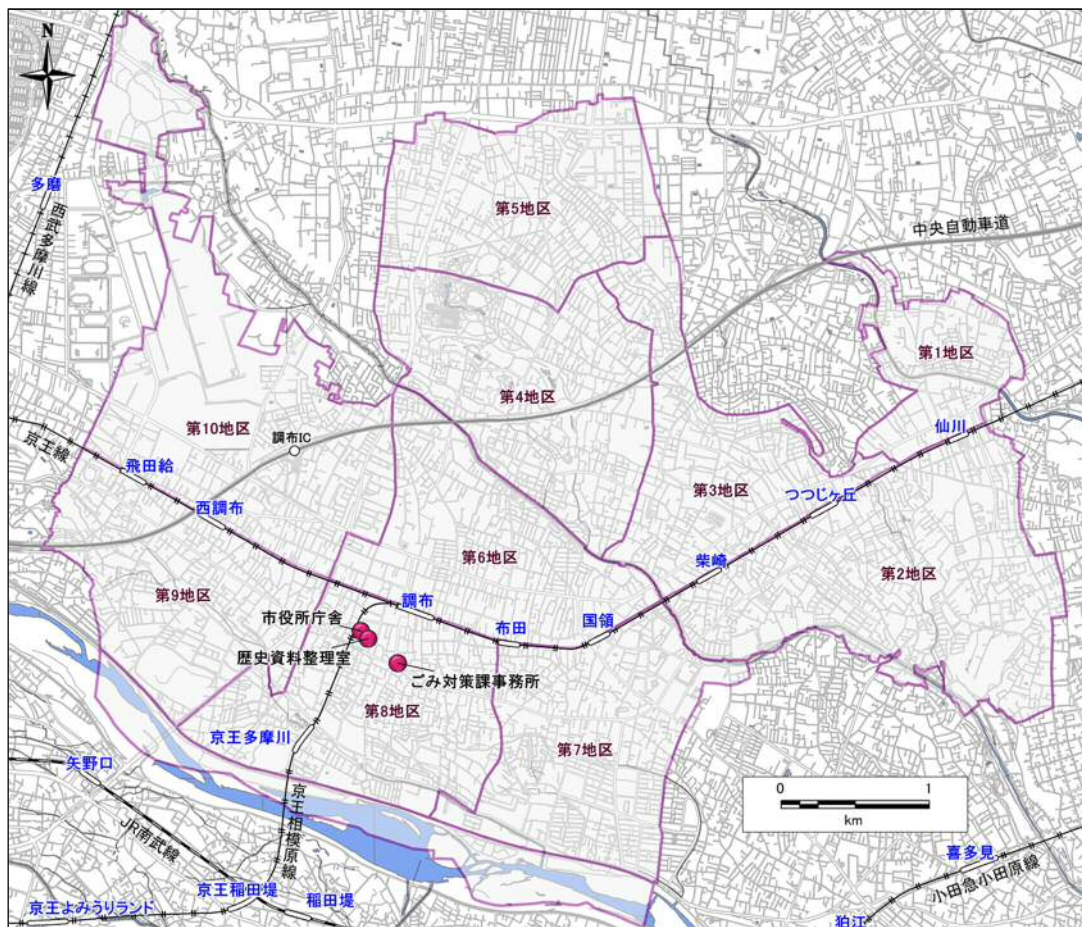 N
多磨
西武多摩川線
第5地区
中央自動車道
第1地区
第4地区
第10地区
調布IC
仙川
京王線
飛田給
第3地区
つつじヶ丘
西調布
第6地区
柴崎
第2地区
第9地区
市役所庁舎
調布
布田
国領
歴史資料整理室
ごみ対策課事務所
第8地区
京王多摩川
第7地区
矢野口
京王相模原線
JR南武線
0 1
km
喜多見
小田急小田原線
京王稲田堤
稲田堤
京王よみうりランド
狛江